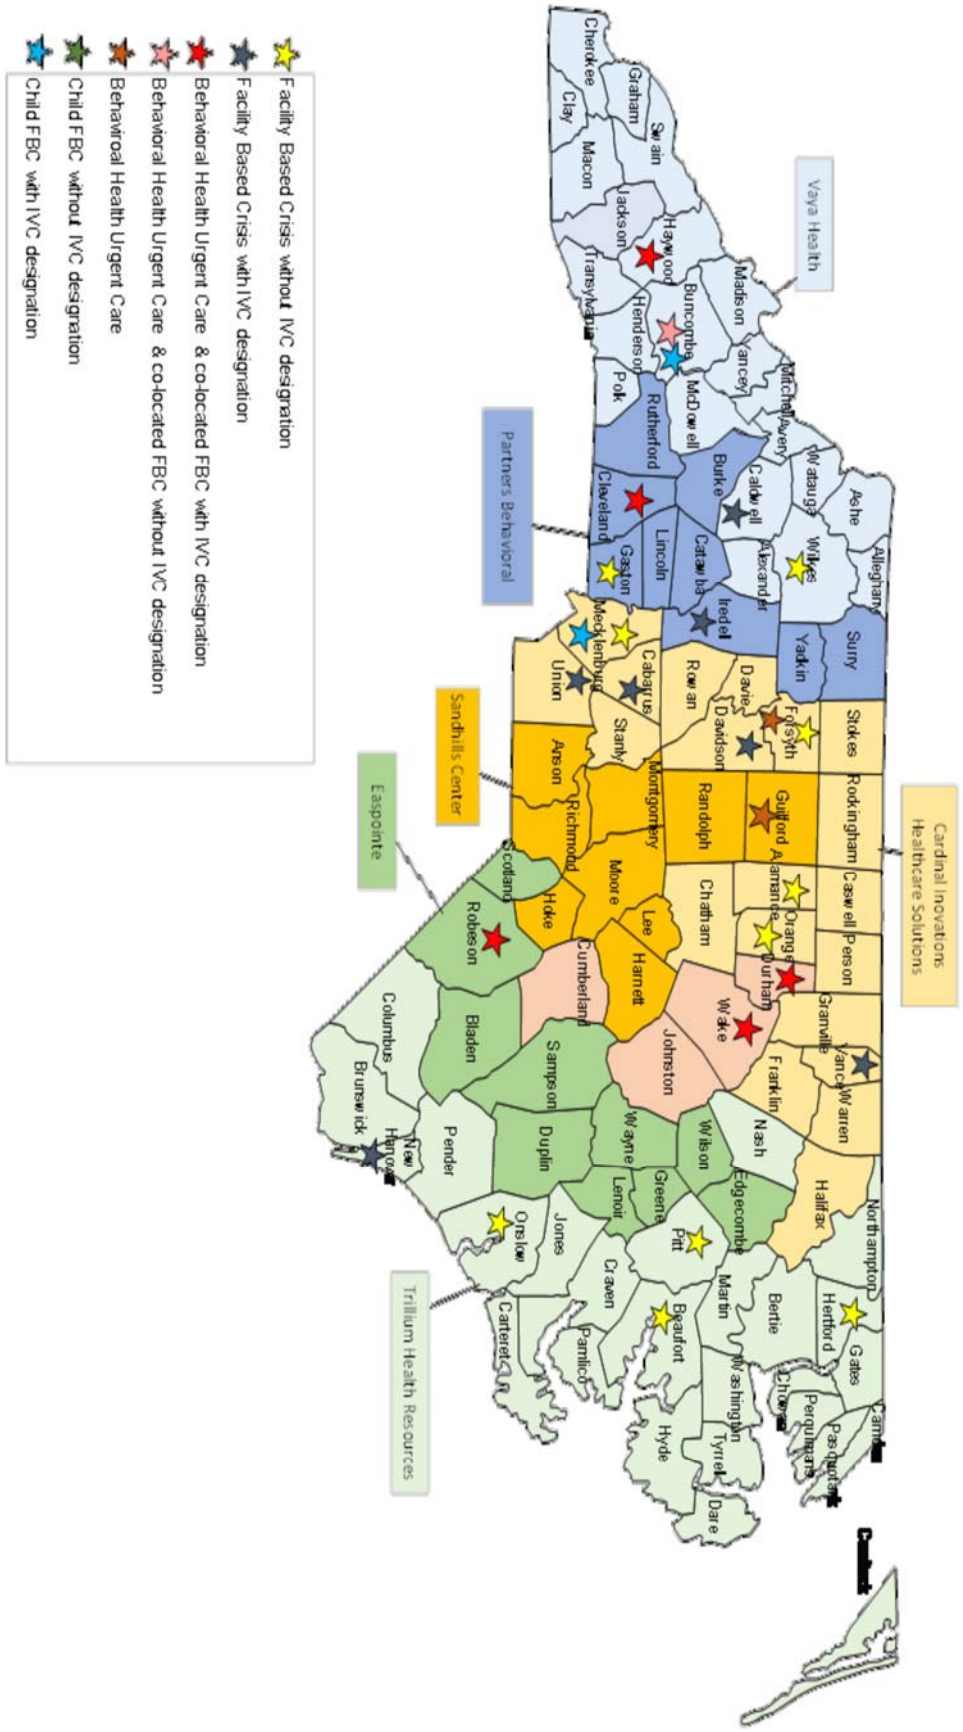 Vaya Health
Cardinal Inovations
Healthcare Solutions
Partners Behavioral
Sandhills Center
Easpointe
Trillium Health Resources
Cherokee
Graham
Clay
Swain
Macon
Jackson
Haywood
Transylvania
Madison
Buncombe
Henderson
Yancey
Mitchell
Avery
McDowell
Polk
Rutherford
Burke
Caldwell
Watauga
Ashe
Alleghany
Wilkes
Alexander
Cleveland
Lincoln
Gaston
Catawba
Iredell
Surry
Yadkin
Mecklenburg
Cabarrus
Union
Rowan
Davie
Davidson
Forsyth
Stokes
Stanly
Anson
Richmond
Montgomery
Randolph
Guilford
Rockingham
Alamance
Caswell
Person
Orange
Durham
Chatham
Moore
Lee
Hoke
Scotland
Robeson
Cumberland
Harnett
Wake
Johnston
Granville
Vance
Warren
Franklin
Nash
Halifax
Northampton
Columbus
Brunswick
Bladen
New
Hanover
Pender
Sampson
Duplin
Wayne
Wilson
Edgecombe
Greene
Lenoir
Pitt
Onslow
Jones
Craven
Carteret
Pamlico
Beaufort
Martin
Bertie
Hertford
Gates
Washington
Tyrrell
Hyde
Dare
Perquimans
Facility Based Crisis without IVC designation
Facility Based Crisis with IVC designation
Behavioral Health Urgent Care & co-located FBC with IVC designation
Behavioral Health Urgent Care & co-located FBC without IVC designation
Behaviroal Health Urgent Care
Child FBC without IVC designation
Child FBC with IVC designation